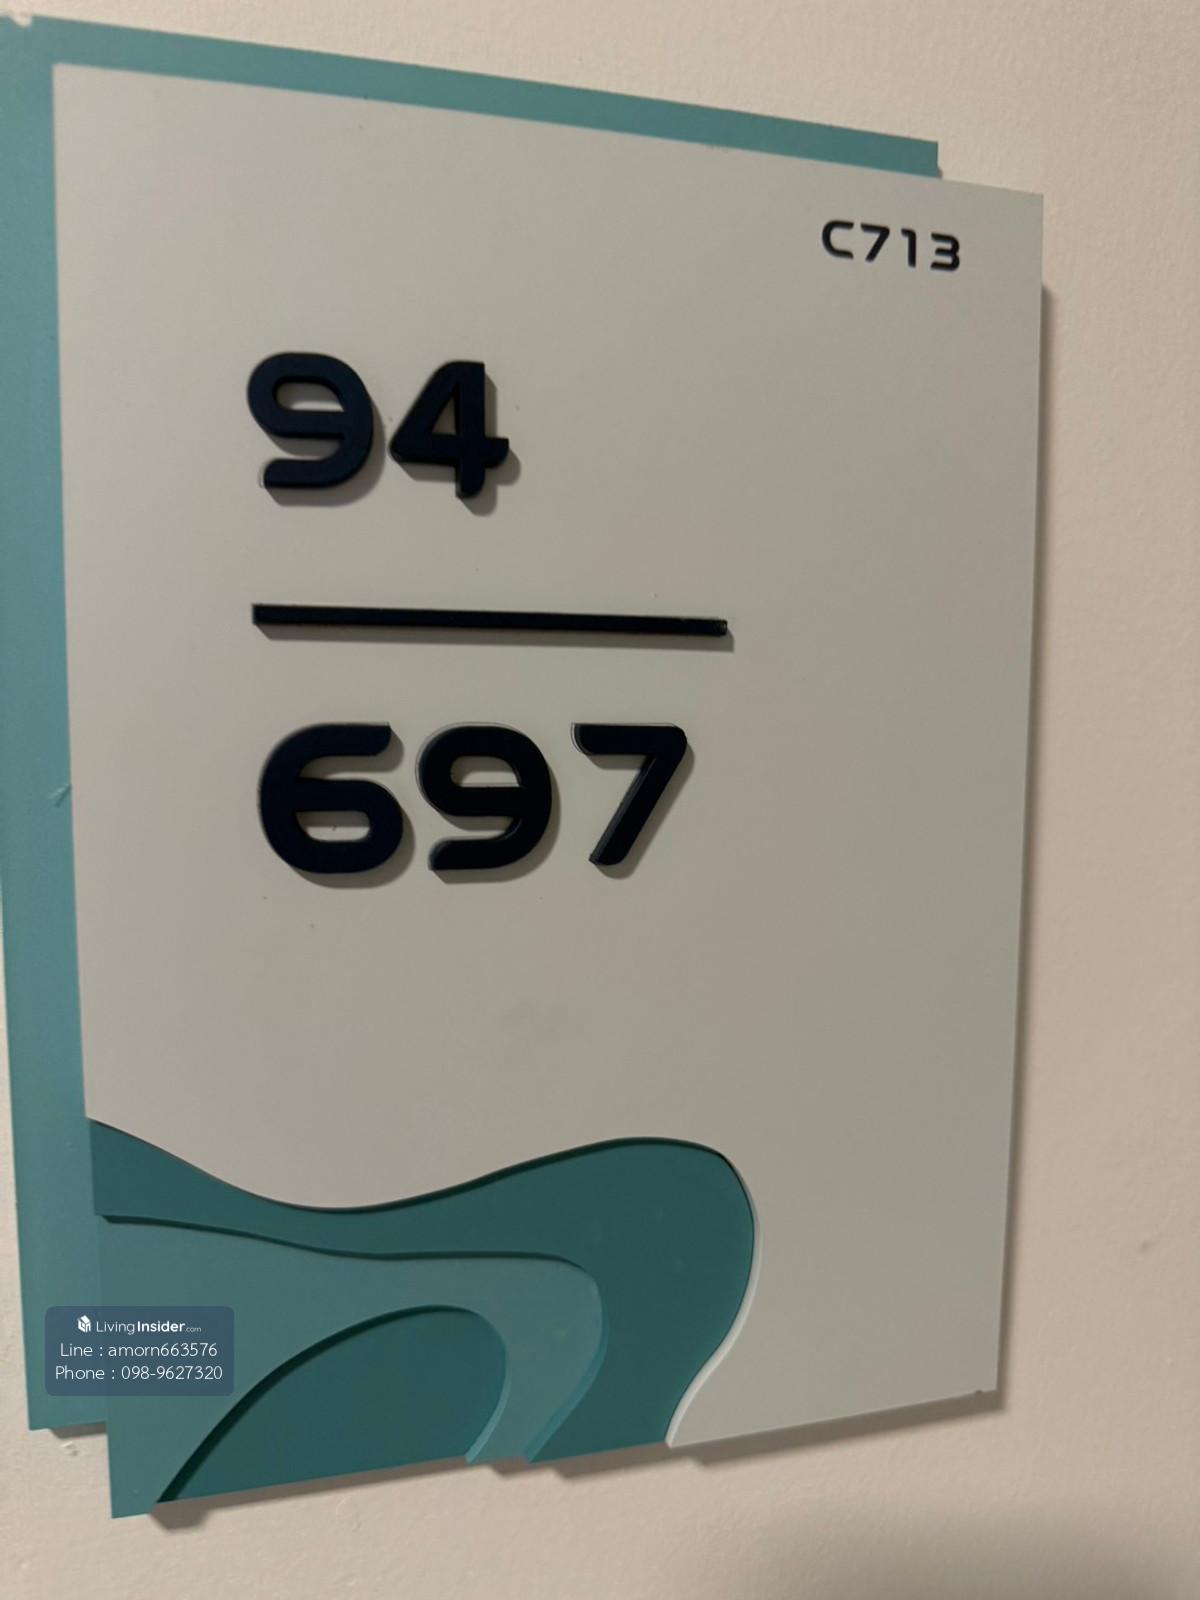 C713
94
697
LivingInsider.com
Line : amorn663576
Phone : 098-9627320